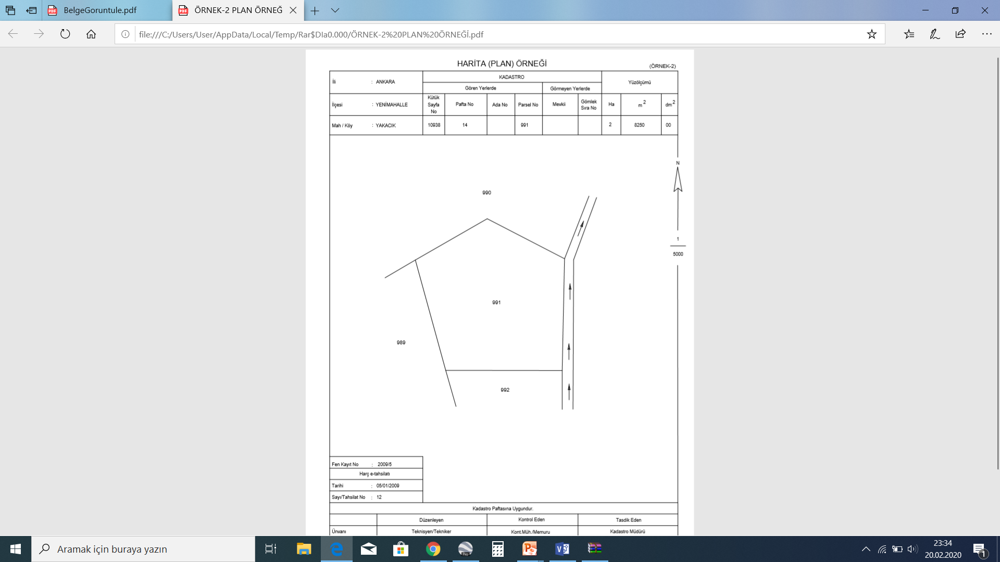 BelgeGoruntule.pdf
ÖRNEK-2 PLAN ÖRNEĞ
file:///C:/Users/User/AppData/Local/Temp/Rar$DIa0.000/ÖRNEK-2%20PLAN%20ÖRNEĞİ.pdf
HARİTA (PLAN) ÖRNEĞİ
(ÖRNEK-2)
İli : ANKARA
KADASTRO
Yüzölçümü
Gören Yerlerde
Görmeyen Yerlerde
İlçesi : YENİMAHALLE
Kütük
Sayfa
No
Pafta No
Ada No
Parsel No
Mevkii
Gömlek
Sıra No
Ha
m2
dm2
Mah / Köy : YAKACIK
10938
14
991
2
8250
00
N
990
1
5000
991
989
992
Fen Kayıt No : 2009/5
Harç e-tahsilatı
Tarihi : 05/01/2009
Sayı/Tahsilat No : 12
Kadastro Paftasına Uygundur.
Düzenleyen
Kontrol Eden
Tasdik Eden
Ünvanı
Teknisyen/Tekniker
Kont.Müh./Memuru
Kadastro Müdürü
Aramak için buraya yazın
Pro
23:34
20.02.2020
1